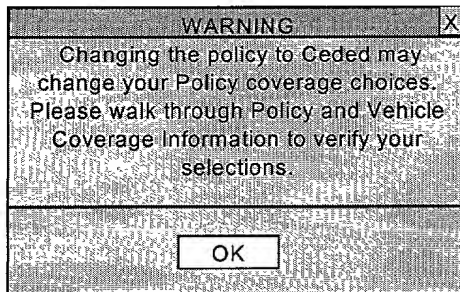 WARNING X
Changing the policy to Ceded may
change your Policy coverage choices.
Please walk through Policy and Vehicle
Coverage Information to verify your
selections.
OK